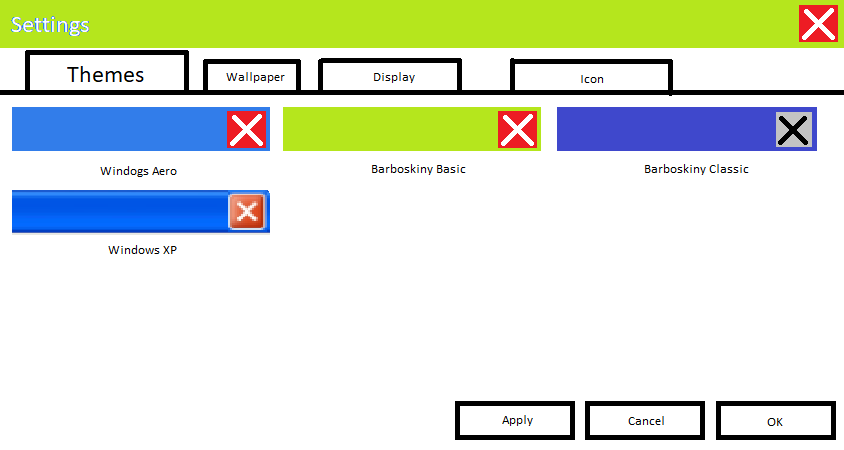 Settings
Themes
Wallpaper
Display
Icon
Windogs Aero
Barboskiny Basic
Barboskiny Classic
Windows XP
Apply
Cancel
OK